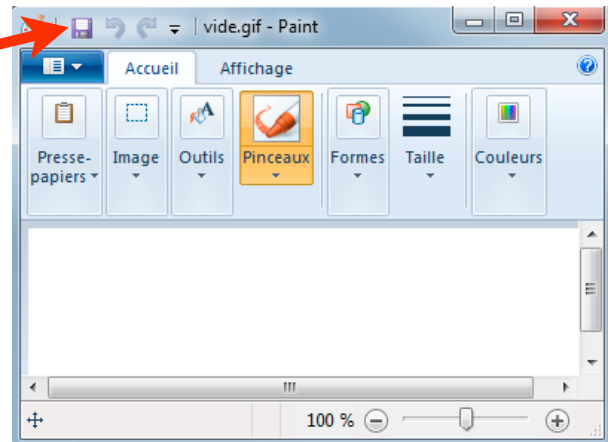 vide.gif - Paint
Accueil Affichage
Presse-
papiers
Image
Outils
Pinceaux
Formes
Taille
Couleurs
100 %